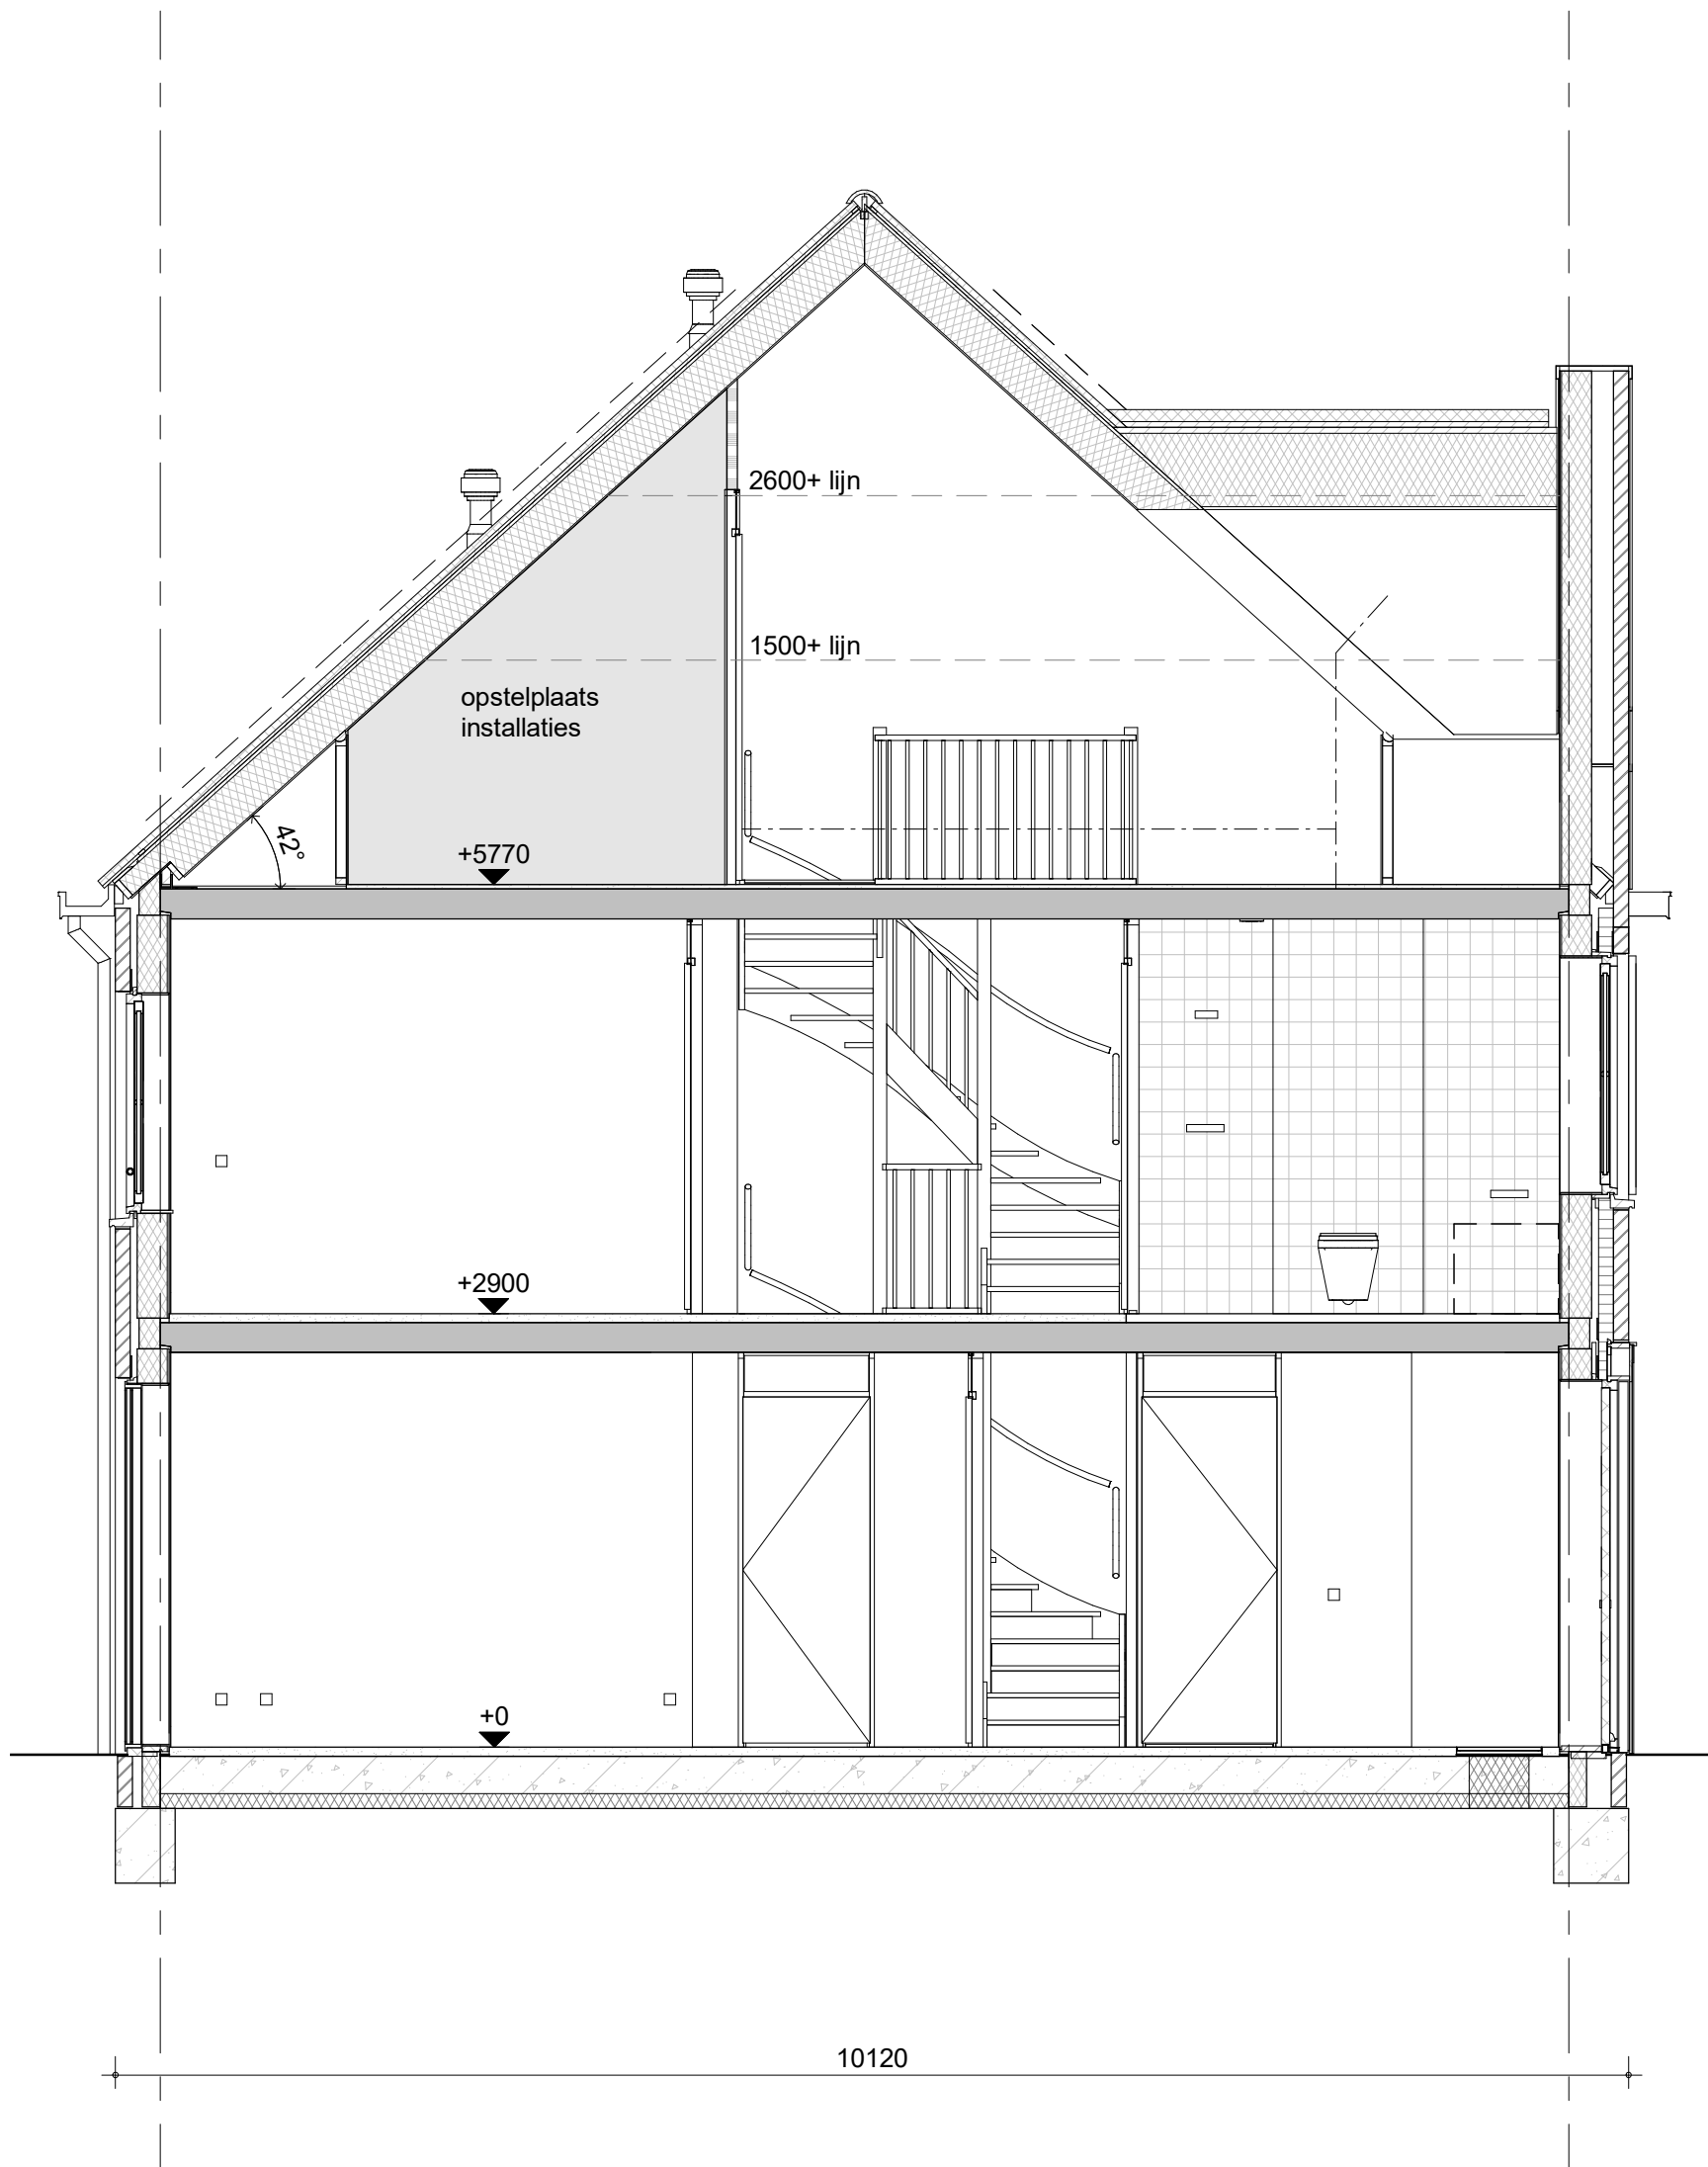 2600+ lijn
1500+ lijn
opstelplaats
installaties
42°
+5770
+2900
+0
10120